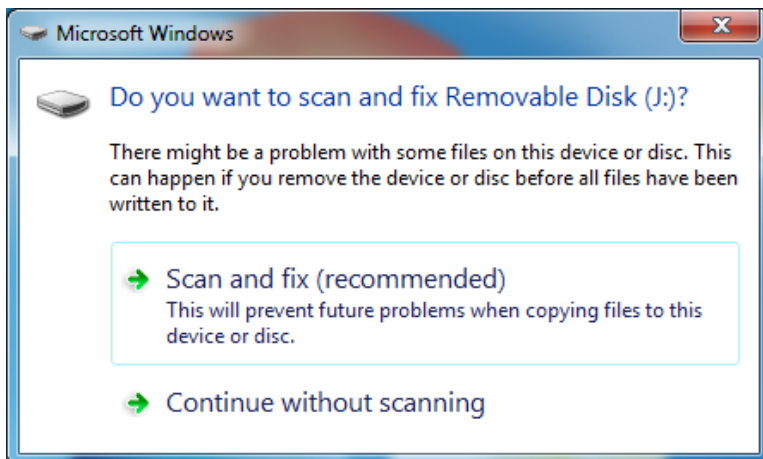 Microsoft Windows
Do you want to scan and fix Removable Disk (J:)?
There might be a problem with some files on this device or disc. This
can happen if you remove the device or disc before all files have been
written to it.
Scan and fix (recommended)
This will prevent future problems when copying files to this
device or disc.
Continue without scanning